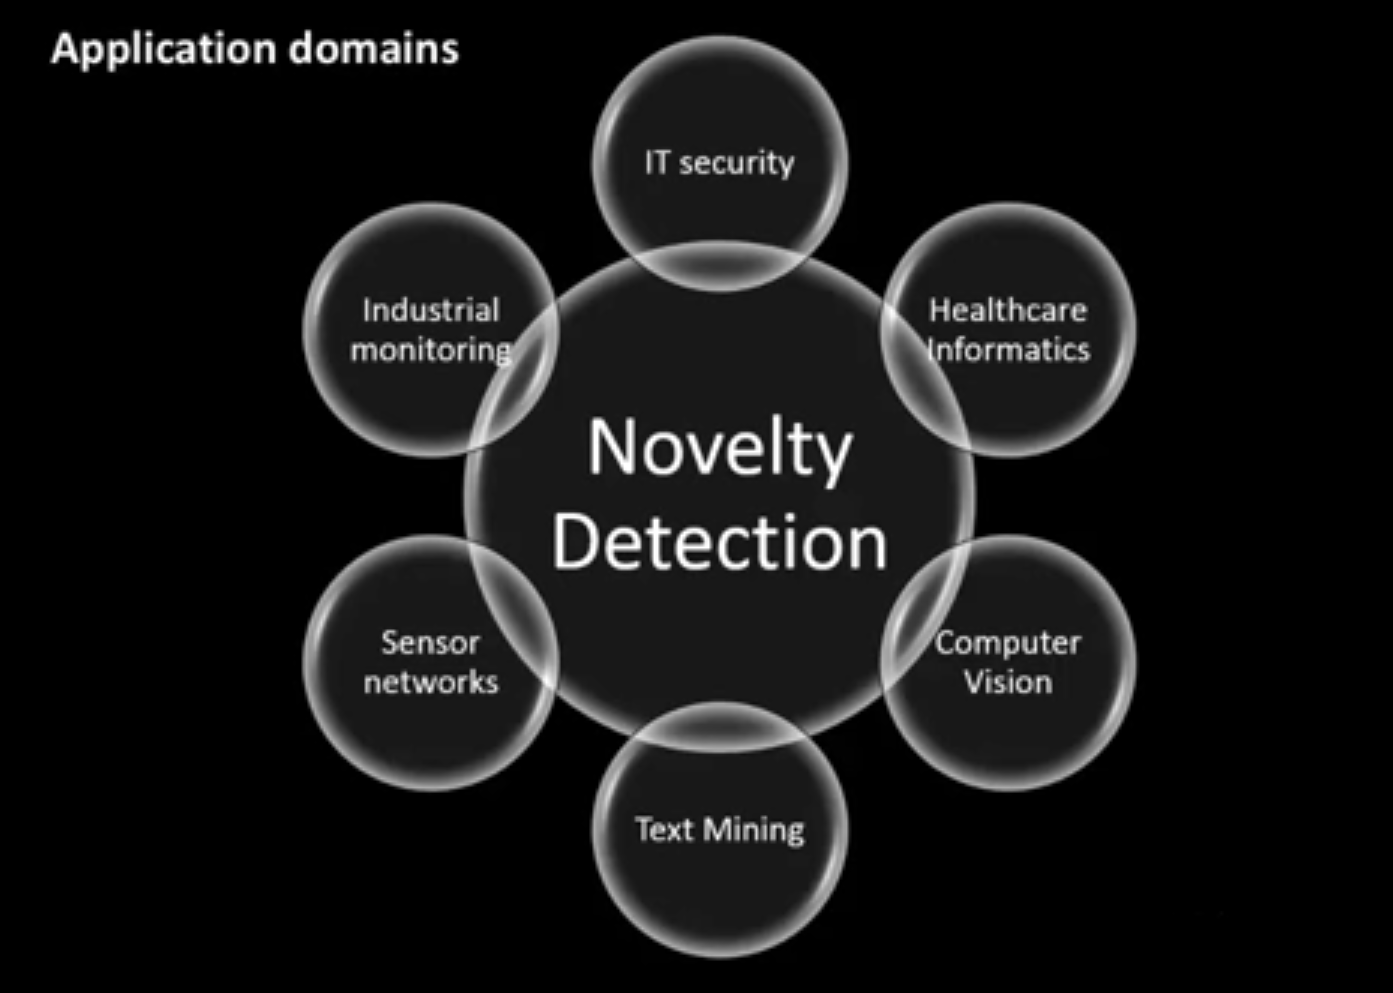 Application domains
IT security
Healthcare
Informatics
Computer
Vision
Text Mining
Sensor
networks
Industrial
monitoring
Novelty
Detection